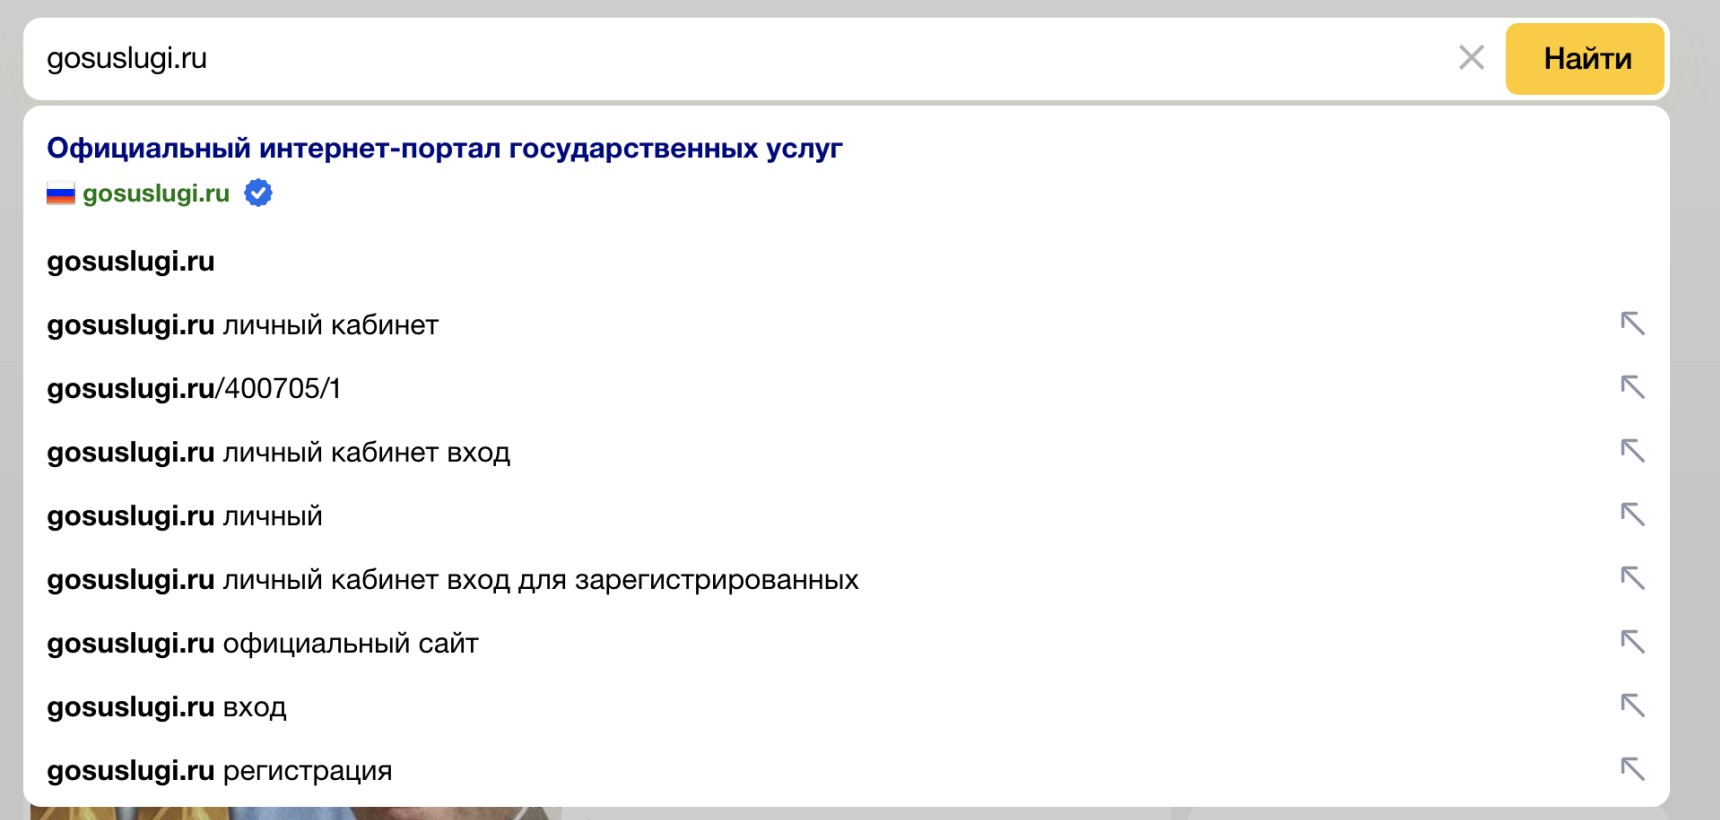 gosuslugi.ru
Найти
Официальный интернет-портал государственных услуг
gosuslugi.ru
gosuslugi.ru
gosuslugi.ru личный кабинет
gosuslugi.ru/400705/1
gosuslugi.ru личный кабинет вход
gosuslugi.ru личный
gosuslugi.ru личный кабинет вход для зарегистрированных
gosuslugi.ru официальный сайт
gosuslugi.ru вход
gosuslugi.ru регистрация